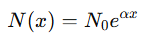 N(x) = N₀e^{αx}